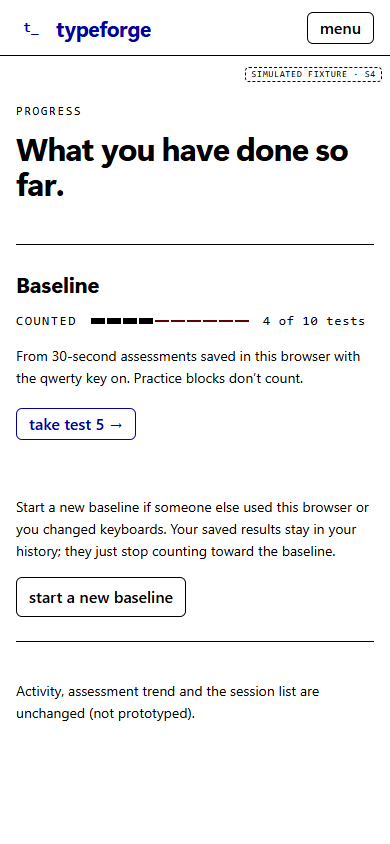 t_ typeforge
menu
SIMULATED FIXTURE · S4
PROGRESS
What you have done so
far.
Baseline
COUNTED 4 of 10 tests
From 30-second assessments saved in this browser with
the qwerty key on. Practice blocks don’t count.
take test 5 →
Start a new baseline if someone else used this browser or
you changed keyboards. Your saved results stay in your
history; they just stop counting toward the baseline.
start a new baseline
Activity, assessment trend and the session list are
unchanged (not prototyped).